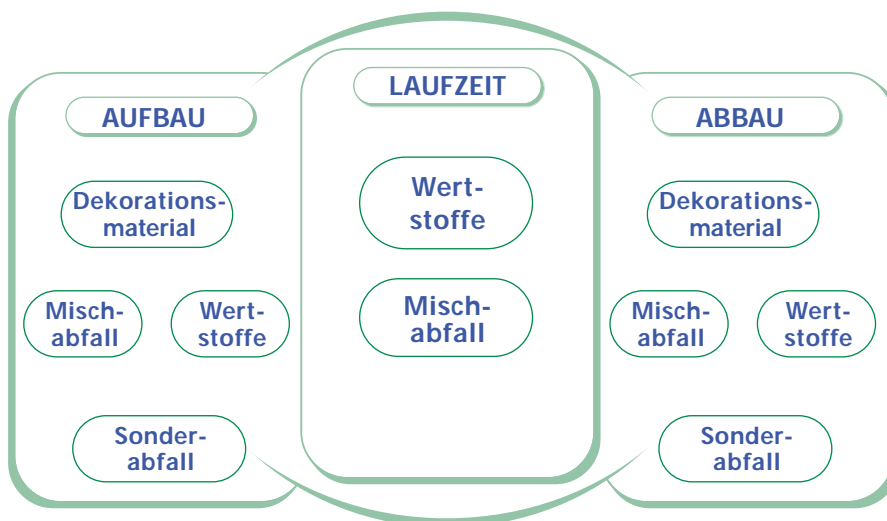 AUFBAU
Dekorations-
material
Misch-
abfall
Wert-
stoffe
Sonder-
abfall
LAUFZEIT
Wert-
stoffe
Misch-
abfall
ABBAU
Dekorations-
material
Misch-
abfall
Wert-
stoffe
Sonder-
abfall